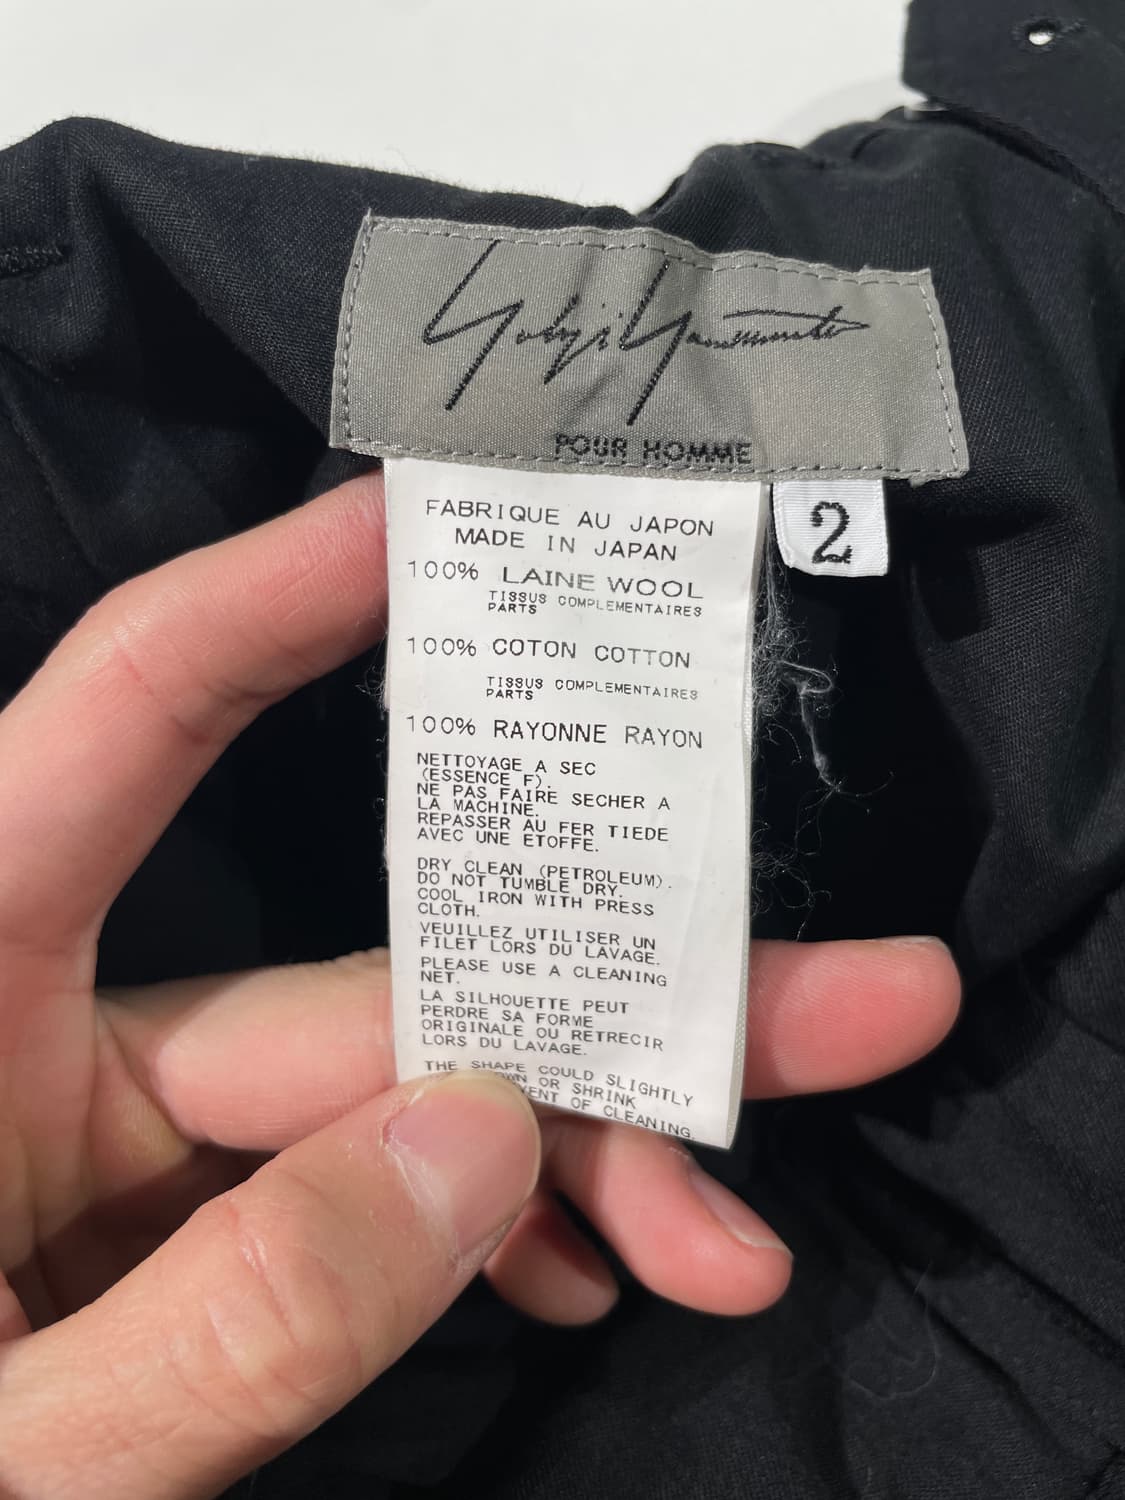 Yohji Yamamoto
POUR HOMME
2
FABRIQUE AU JAPON
MADE IN JAPAN
100% LAINE WOOL
TISSUS COMPLEMENTAIRES
PARTS
100% COTON COTTON
TISSUS COMPLEMENTAIRES
PARTS
100% RAYONNE RAYON
NETTOYAGE A SEC
(ESSENCE F).
NE PAS FAIRE SECHER A
LA MACHINE.
REPASSER AU FER TIEDE
AVEC UNE ETOFFE.
DRY CLEAN (PETROLEUM).
DO NOT TUMBLE DRY.
COOL IRON WITH PRESS
CLOTH.
VEUILLEZ UTILISER UN
FILET LORS DU LAVAGE.
PLEASE USE A CLEANING
NET.
LA SILHOUETTE PEUT
PERDRE SA FORME
ORIGINALE OU RETRECIR
LORS DU LAVAGE.
THE SHAPE COULD SLIGHTLY
OR SHRINK
OF CLEANING.